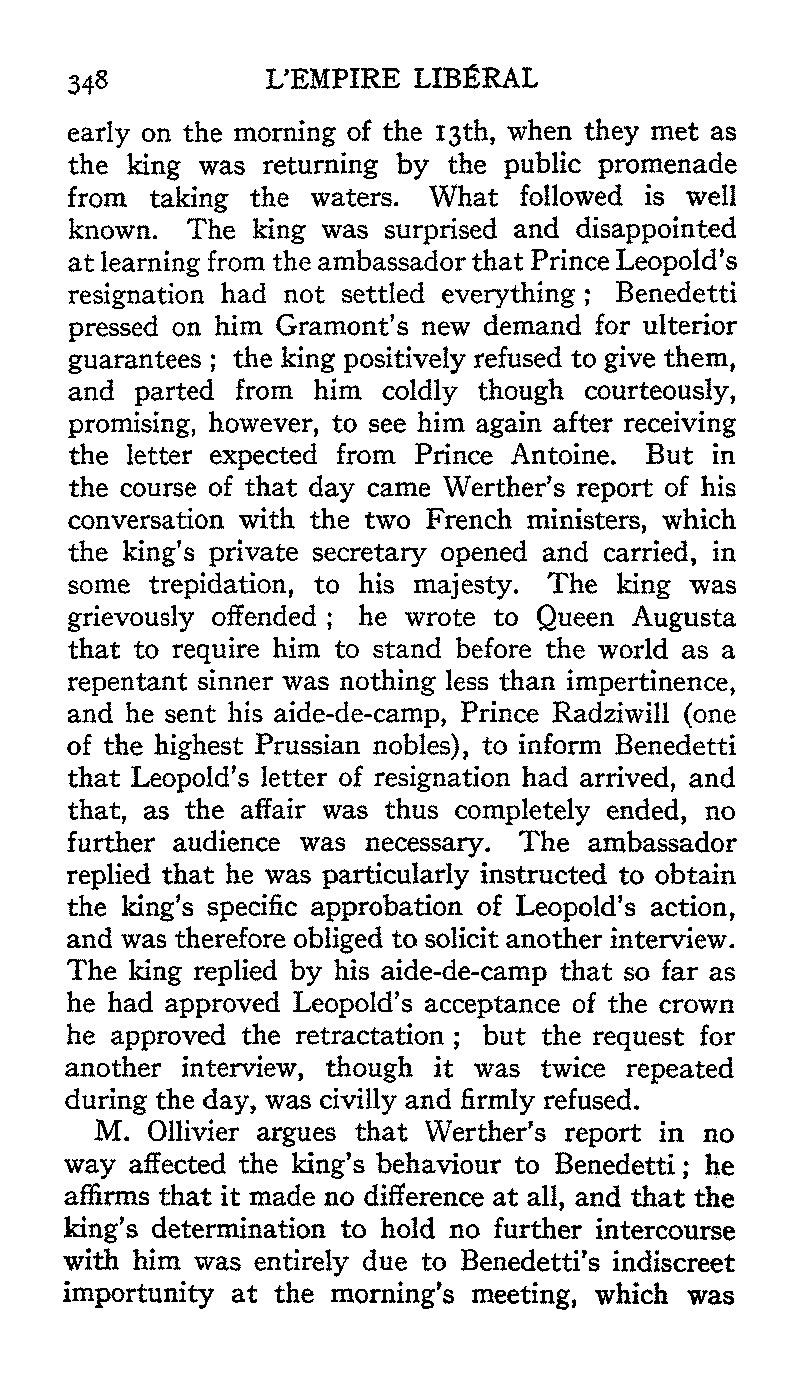 348 L'EMPIRE LIBÉRAL
early on the morning of the 13th, when they met as
the king was returning by the public promenade
from taking the waters. What followed is well
known. The king was surprised and disappointed
at learning from the ambassador that Prince Leopold's
resignation had not settled everything ; Benedetti
pressed on him Gramont's new demand for ulterior
guarantees ; the king positively refused to give them,
and parted from him coldly though courteously,
promising, however, to see him again after receiving
the letter expected from Prince Antoine. But in
the course of that day came Werther's report of his
conversation with the two French ministers, which
the king's private secretary opened and carried, in
some trepidation, to his majesty. The king was
grievously offended ; he wrote to Queen Augusta
that to require him to stand before the world as a
repentant sinner was nothing less than impertinence,
and he sent his aide-de-camp, Prince Radziwill (one
of the highest Prussian nobles), to inform Benedetti
that Leopold's letter of resignation had arrived, and
that, as the affair was thus completely ended, no
further audience was necessary. The ambassador
replied that he was particularly instructed to obtain
the king's specific approbation of Leopold's action,
and was therefore obliged to solicit another interview.
The king replied by his aide-de-camp that so far as
he had approved Leopold's acceptance of the crown
he approved the retractation ; but the request for
another interview, though it was twice repeated
during the day, was civilly and firmly refused.
M. Ollivier argues that Werther's report in no
way affected the king's behaviour to Benedetti ; he
affirms that it made no difference at all, and that the
king's determination to hold no further intercourse
with him was entirely due to Benedetti's indiscreet
importunity at the morning's meeting, which was